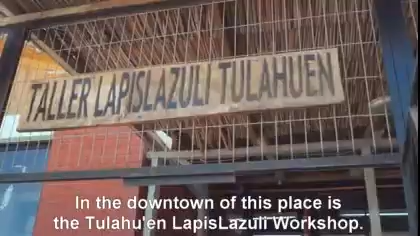 TALLER LAPISLAZULI TULAHUEN
In the downtown of this place is
the Tulahu'en LapisLazuli Workshop.